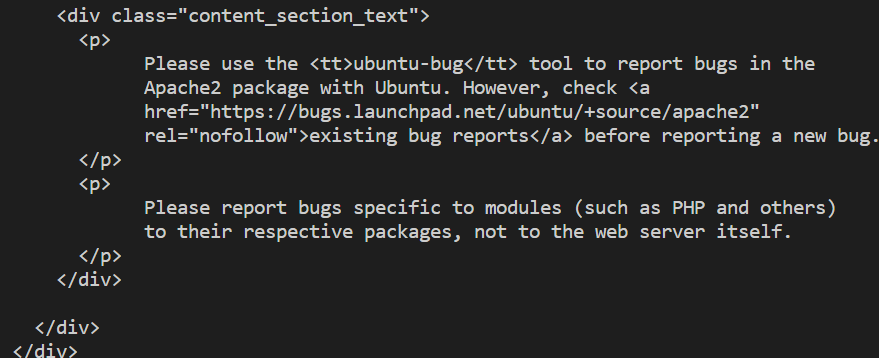 <div class="content_section_text">
<p>
Please use the <tt>ubuntu-bug</tt> tool to report bugs in the
Apache2 package with Ubuntu. However, check <a
href="https://bugs.launchpad.net/ubuntu/+source/apache2"
rel="nofollow">existing bug reports</a> before reporting a new bug.
</p>
<p>
Please report bugs specific to modules (such as PHP and others)
to their respective packages, not to the web server itself.
</p>
</div>
</div>
</div>